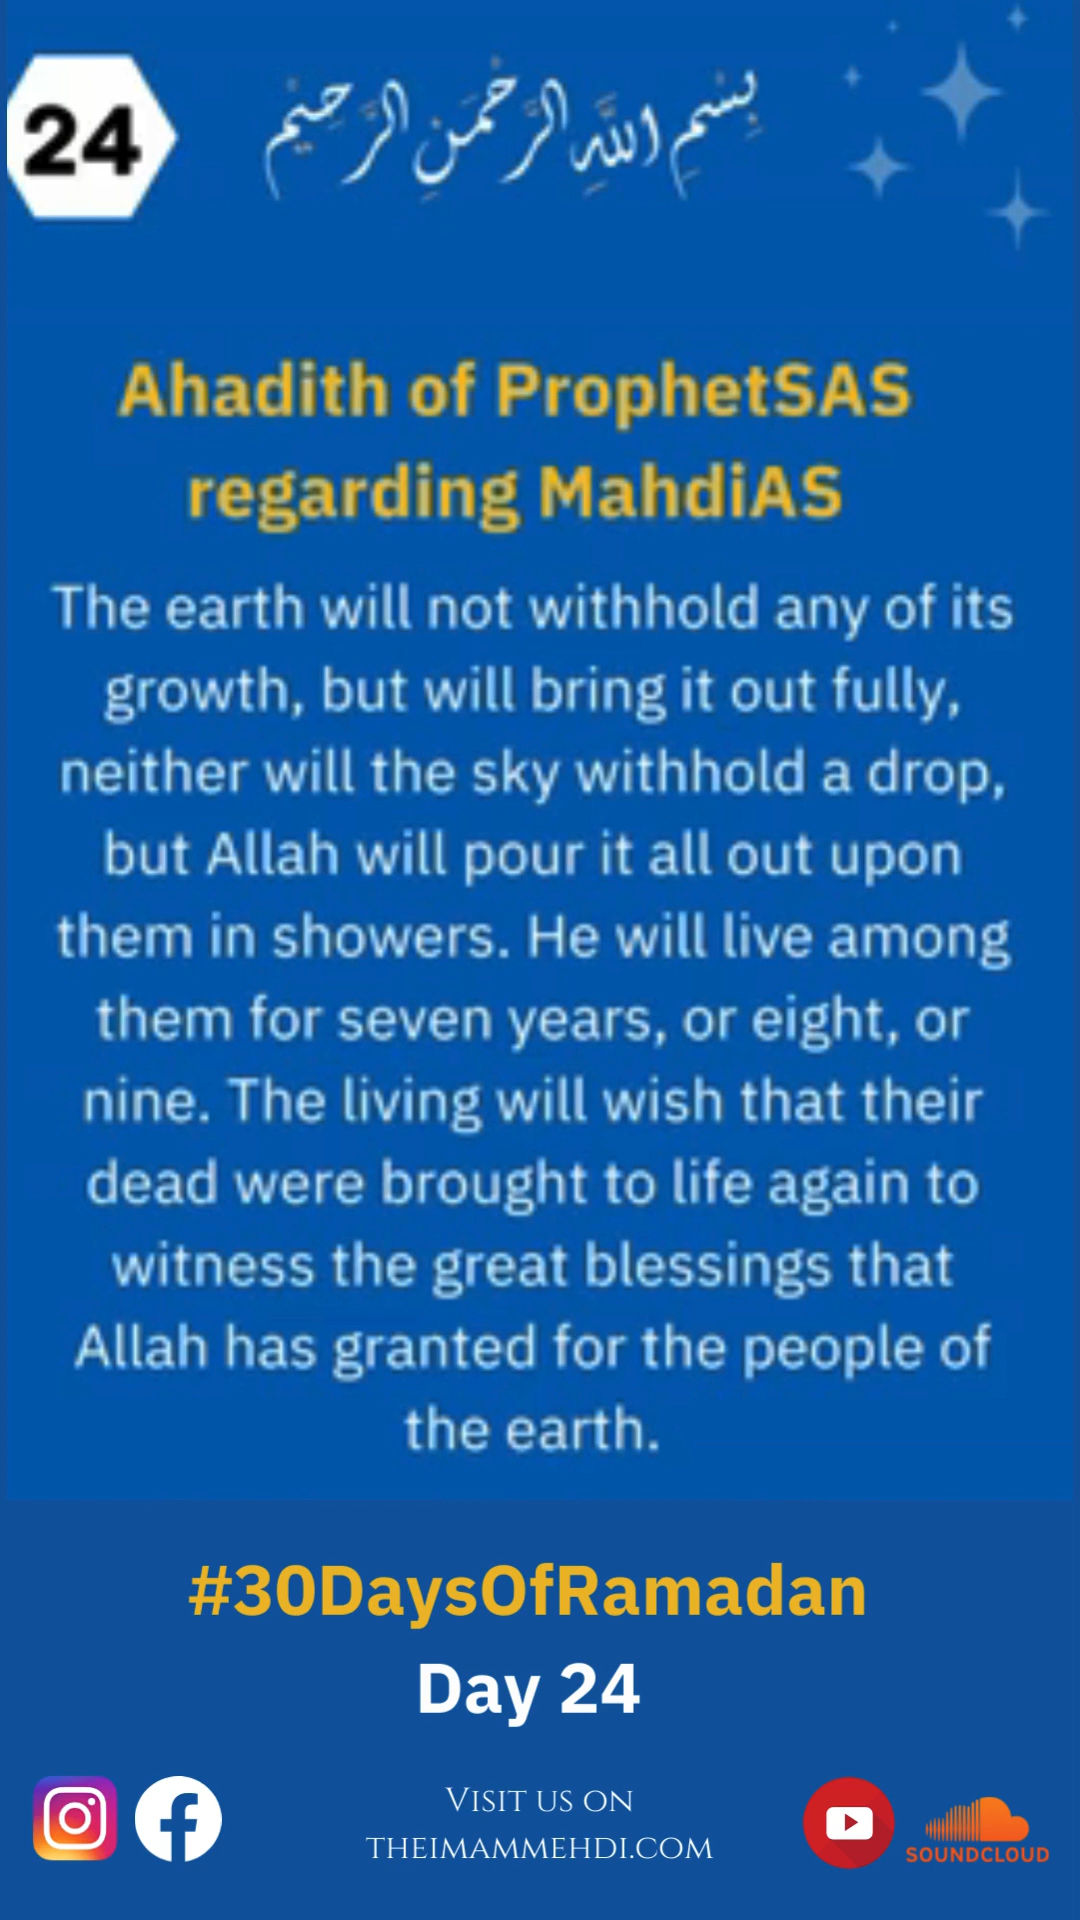 24
بِسْمِ اللَّهِ الرَّحْمَنِ الرَّحِيْمِ
Ahadith of ProphetSAS
regarding MahdiAS
The earth will not withhold any of its
growth, but will bring it out fully,
neither will the sky withhold a drop,
but Allah will pour it all out upon
them in showers. He will live among
them for seven years, or eight, or
nine. The living will wish that their
dead were brought to life again to
witness the great blessings that
Allah has granted for the people of
the earth.
#30DaysOfRamadan
Day 24
Visit us on
theimammehdi.com
SOUNDCLOUD